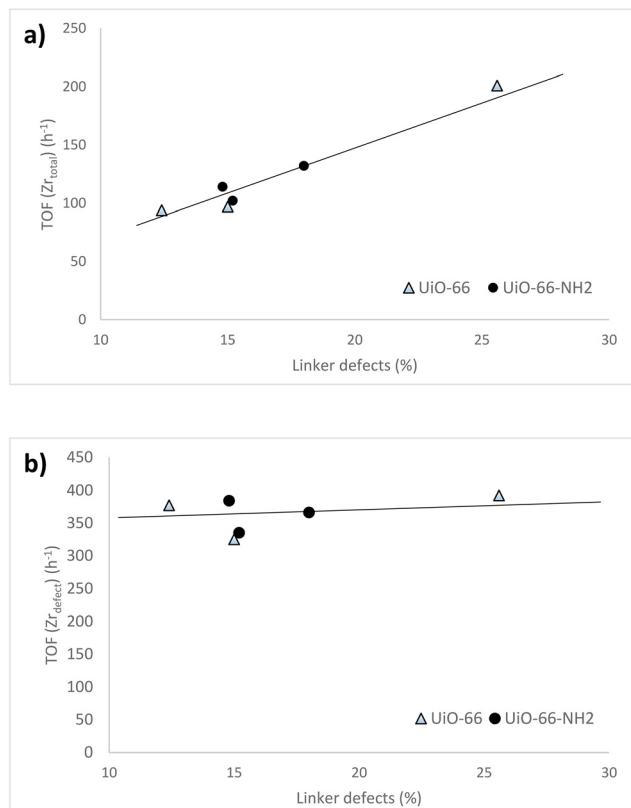 a)
250
200
150
100
50
0
TOF (Zr_total) (h⁻¹)
UiO-66 UiO-66-NH2
10 15 20 25 30
Linker defects (%)
b)
450
400
350
300
250
200
150
100
50
0
TOF (Zr_defect) (h⁻¹)
UiO-66 UiO-66-NH2
10 15 20 25 30
Linker defects (%)